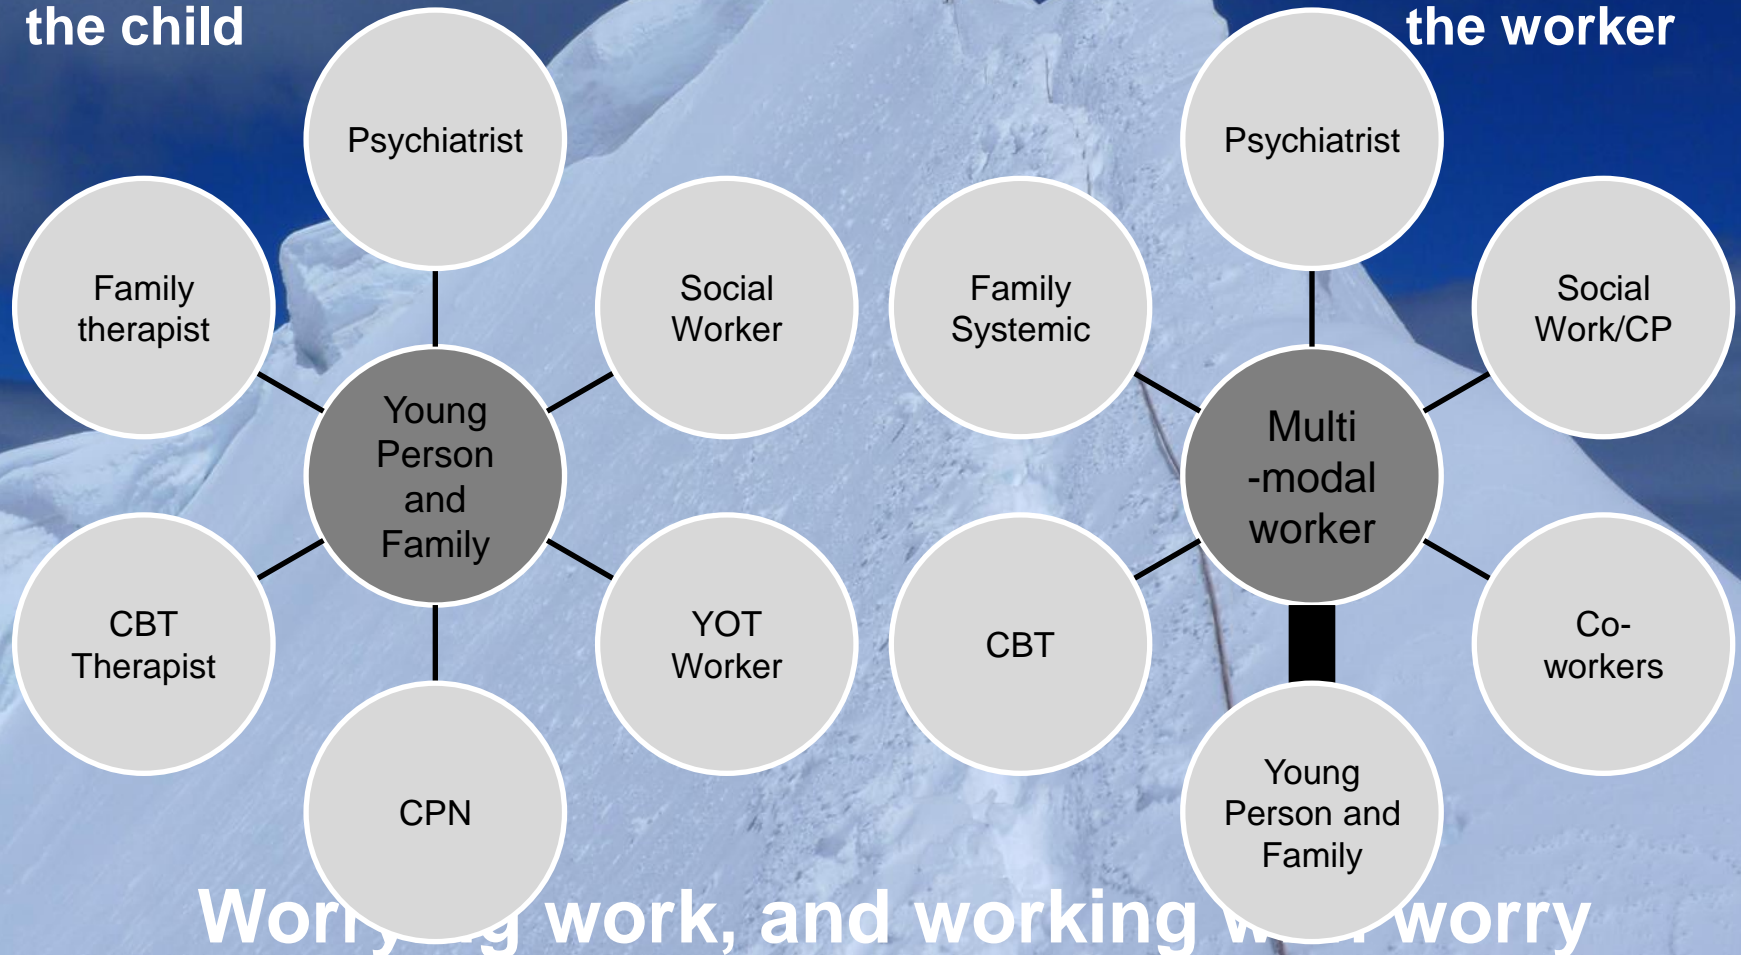 the child
the worker
Psychiatrist
Psychiatrist
Family
therapist
Social
Worker
Family
Systemic
Social
Work/CP
Young
Person
and
Family
Multi
-modal
worker
CBT
Therapist
YOT
Worker
CBT
Co-
workers
CPN
Young
Person and
Family
work, and working worry